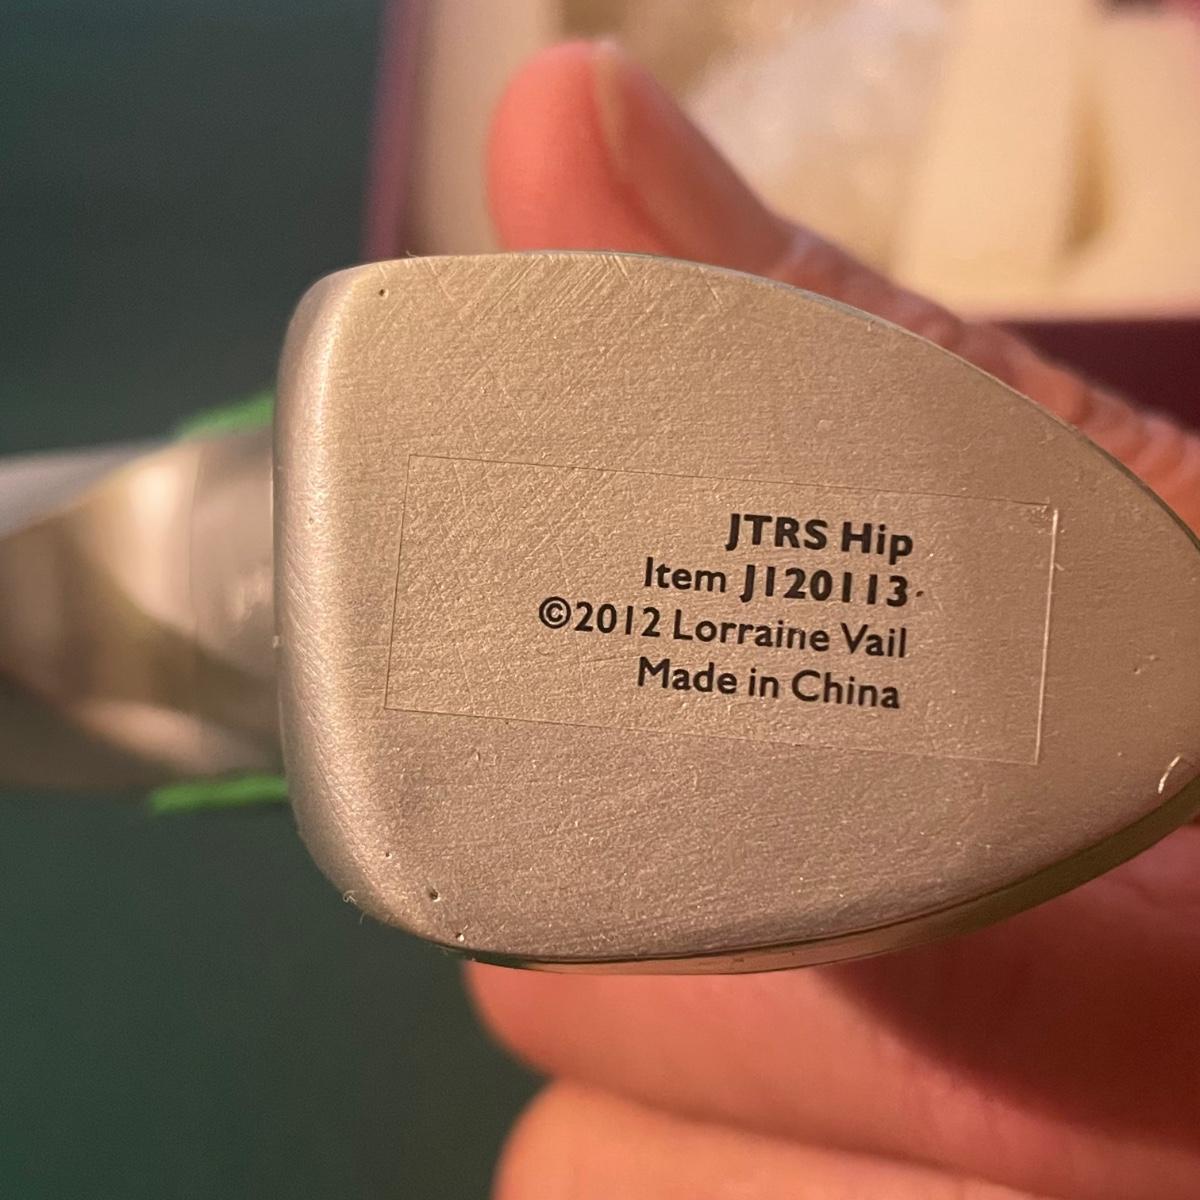 JTRS Hip
Item J120113
©2012 Lorraine Vail
Made in China